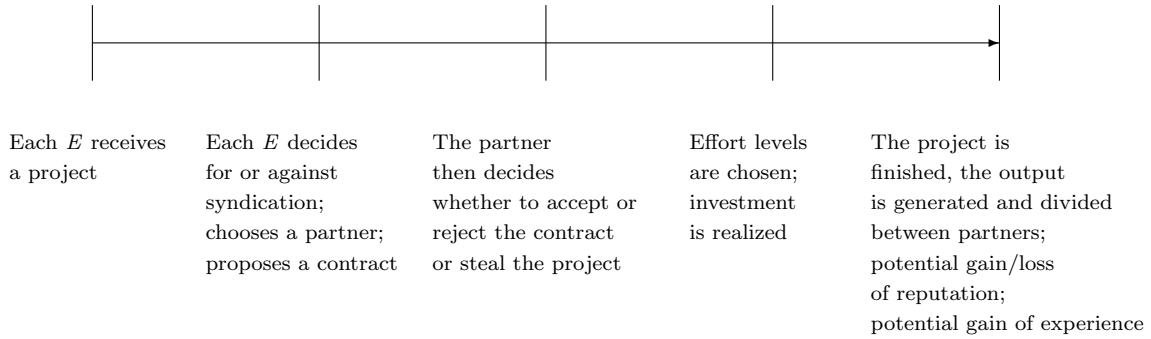 Each E receives
a project
Each E decides
for or against
syndication;
chooses a partner;
proposes a contract
The partner
then decides
whether to accept or
reject the contract
or steal the project
Effort levels
are chosen;
investment
is realized
The project is
finished, the output
is generated and divided
between partners;
potential gain/loss
of reputation;
potential gain of experience